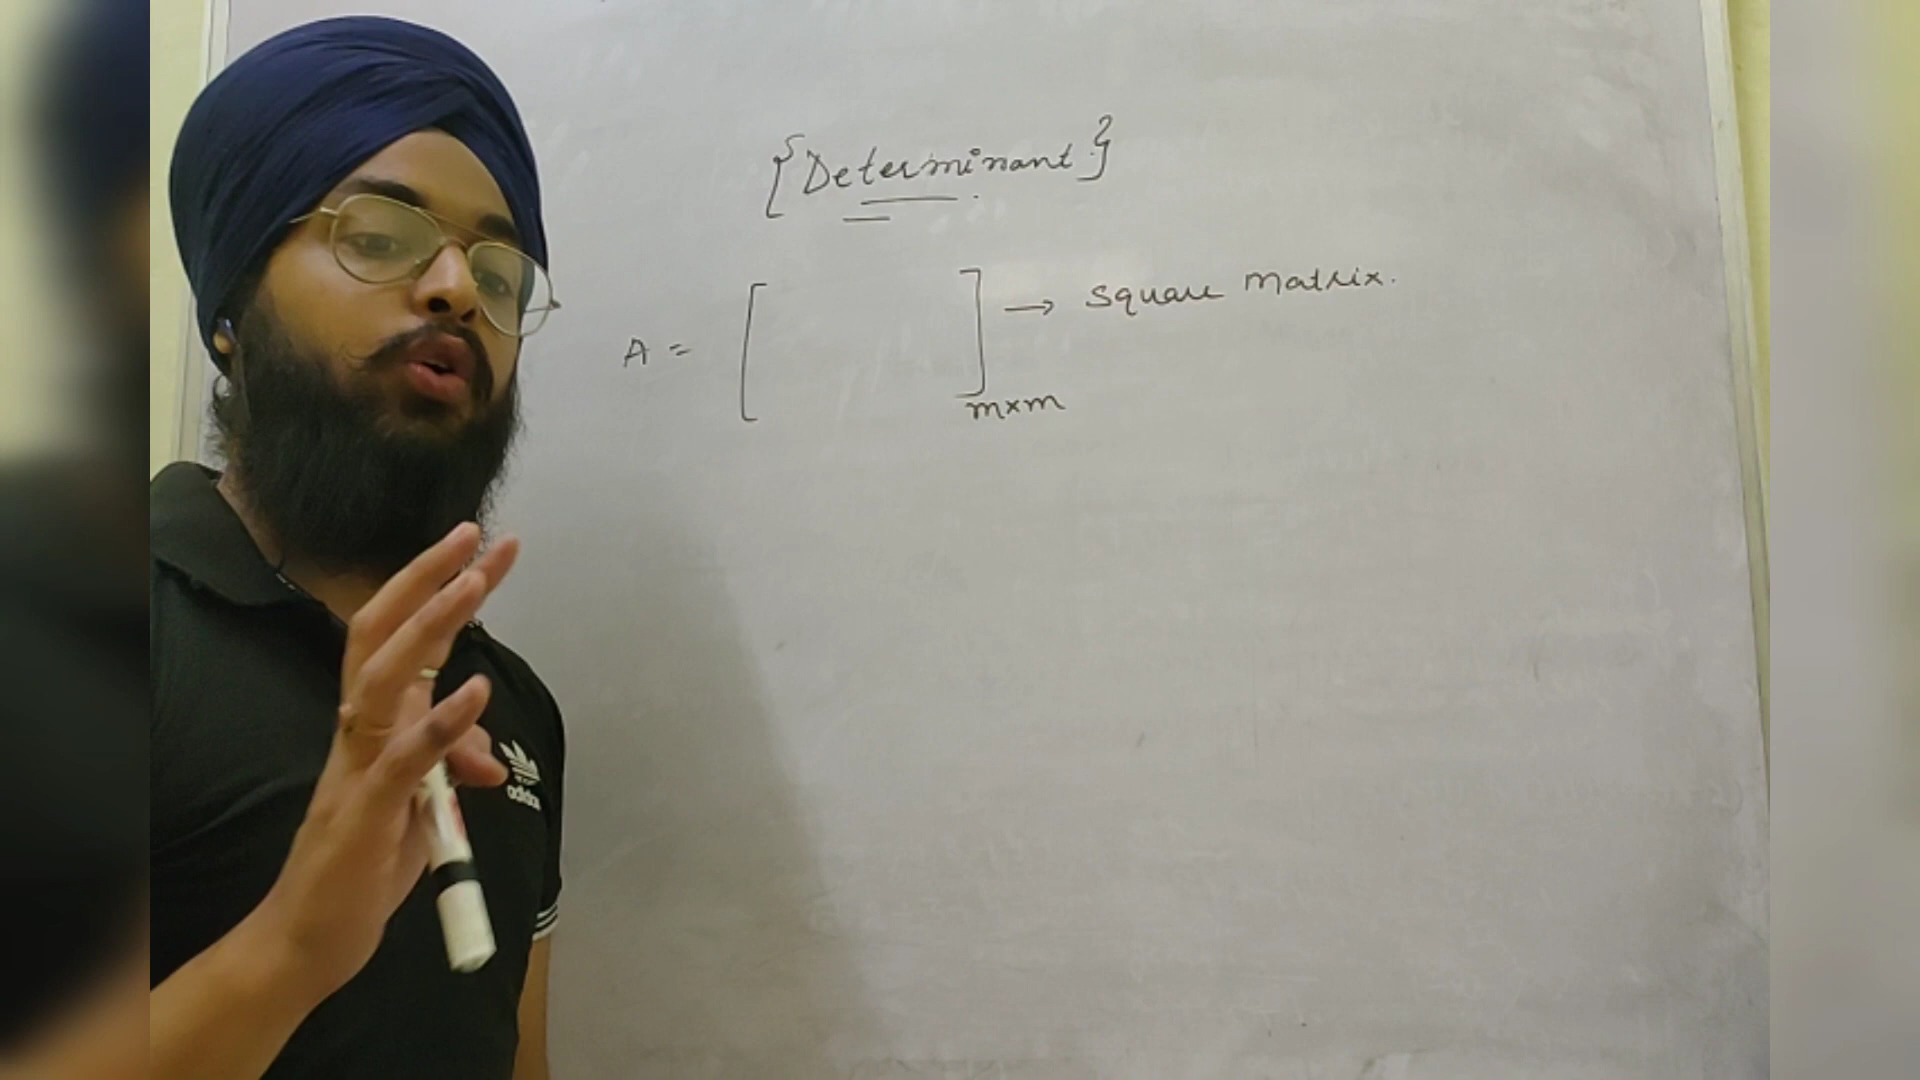 {Determinant}
A = [ ] → Square Matrix.
m×m
adidas